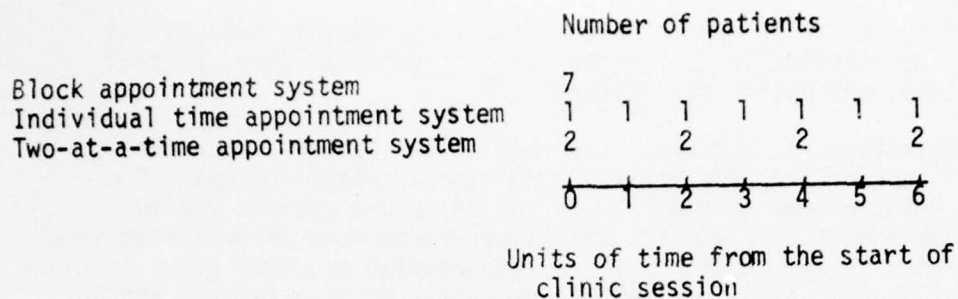 Number of patients
Block appointment system 7
Individual time appointment system 1 1 1 1 1 1 1
Two-at-a-time appointment system 2 2 2 2
0 1 2 3 4 5 6
Units of time from the start of
clinic session